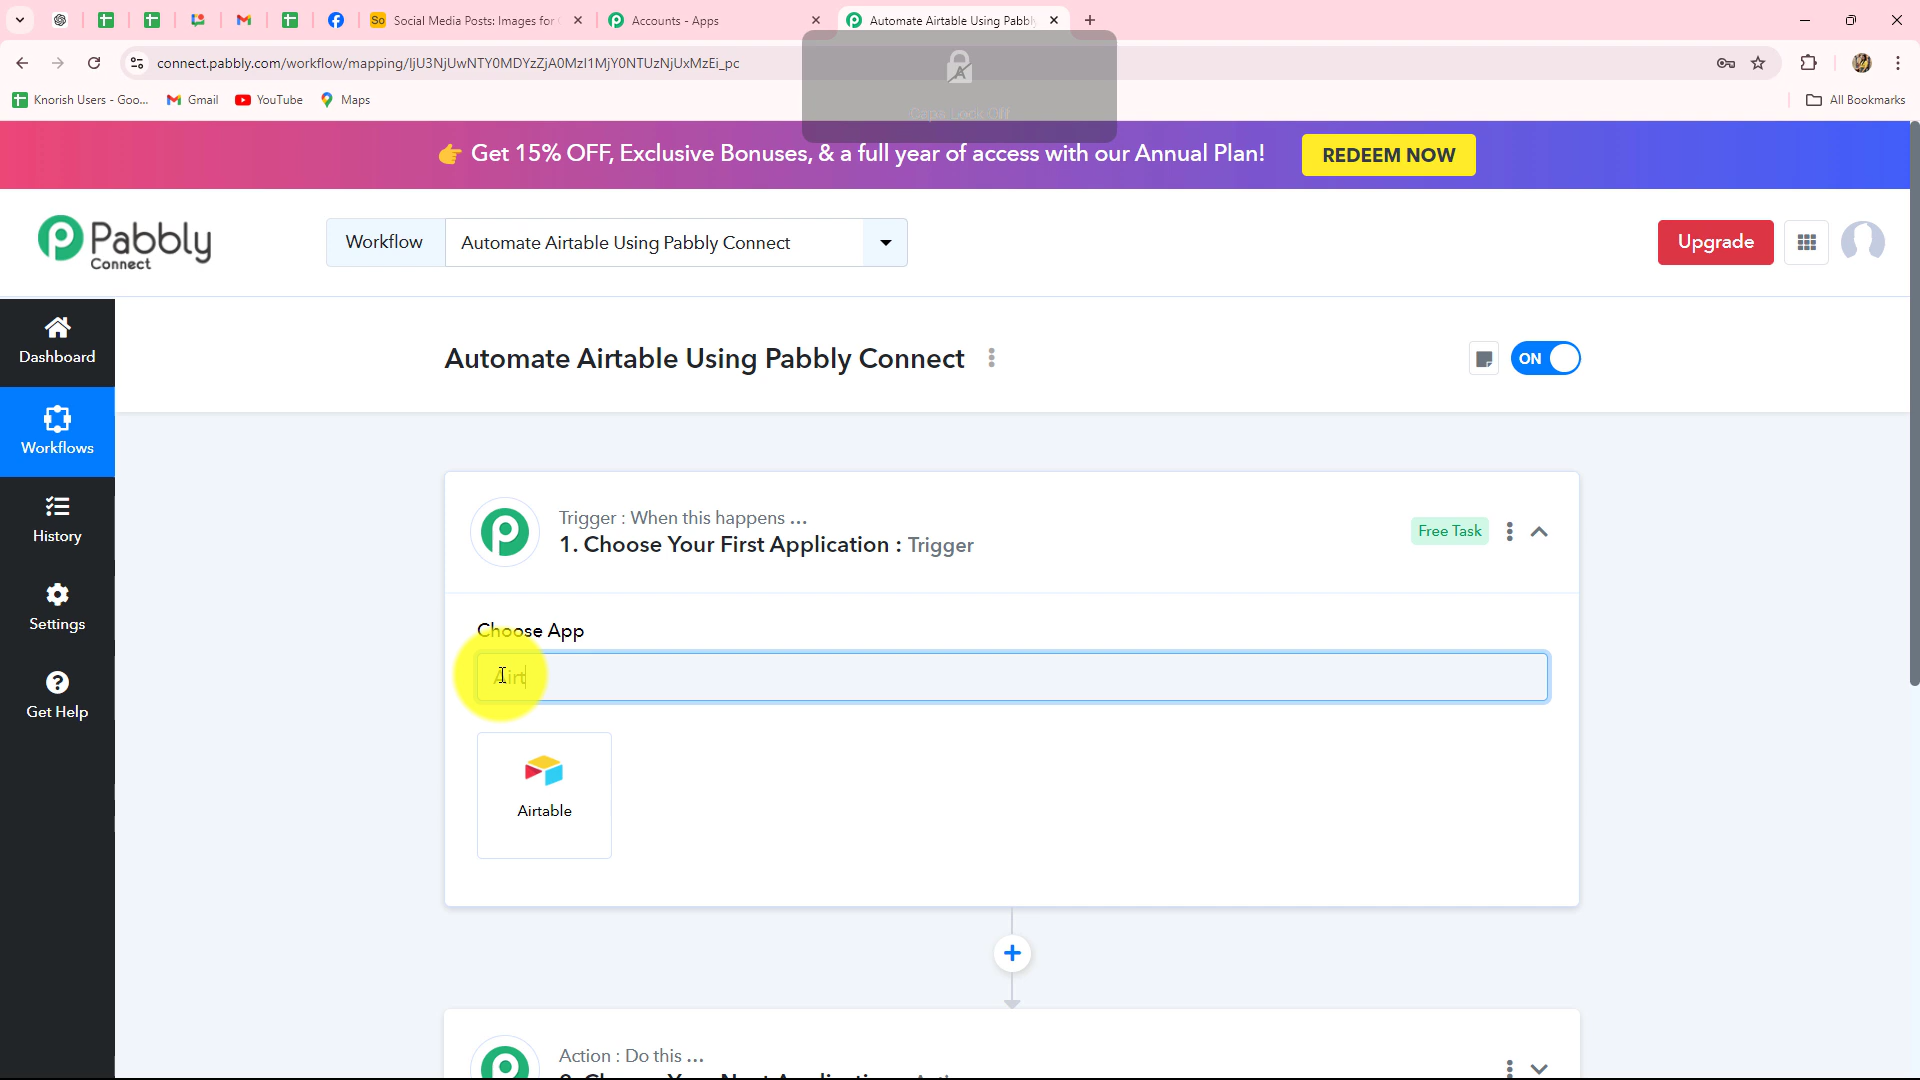 Social Media Posts: Images for
Accounts - Apps
Automate Airtable Using Pabbl
connect.pabbly.com/workflow/mapping/IjU3NjUwNTY0MDYzZjA0MzI1MjY0NTUzNjUxMzEi_pc
Caps Lock Off
Knorish Users - Goo...
Gmail
YouTube
Maps
All Bookmarks
👉 Get 15% OFF, Exclusive Bonuses, & a full year of access with our Annual Plan!
REDEEM NOW
Pabbly
Connect
Workflow
Automate Airtable Using Pabbly Connect
Upgrade
Dashboard
Workflows
History
Settings
Get Help
Automate Airtable Using Pabbly Connect
ON
Trigger : When this happens ...
1. Choose Your First Application : Trigger
Free Task
Choose App
Airt
Airtable
Action : Do this ...